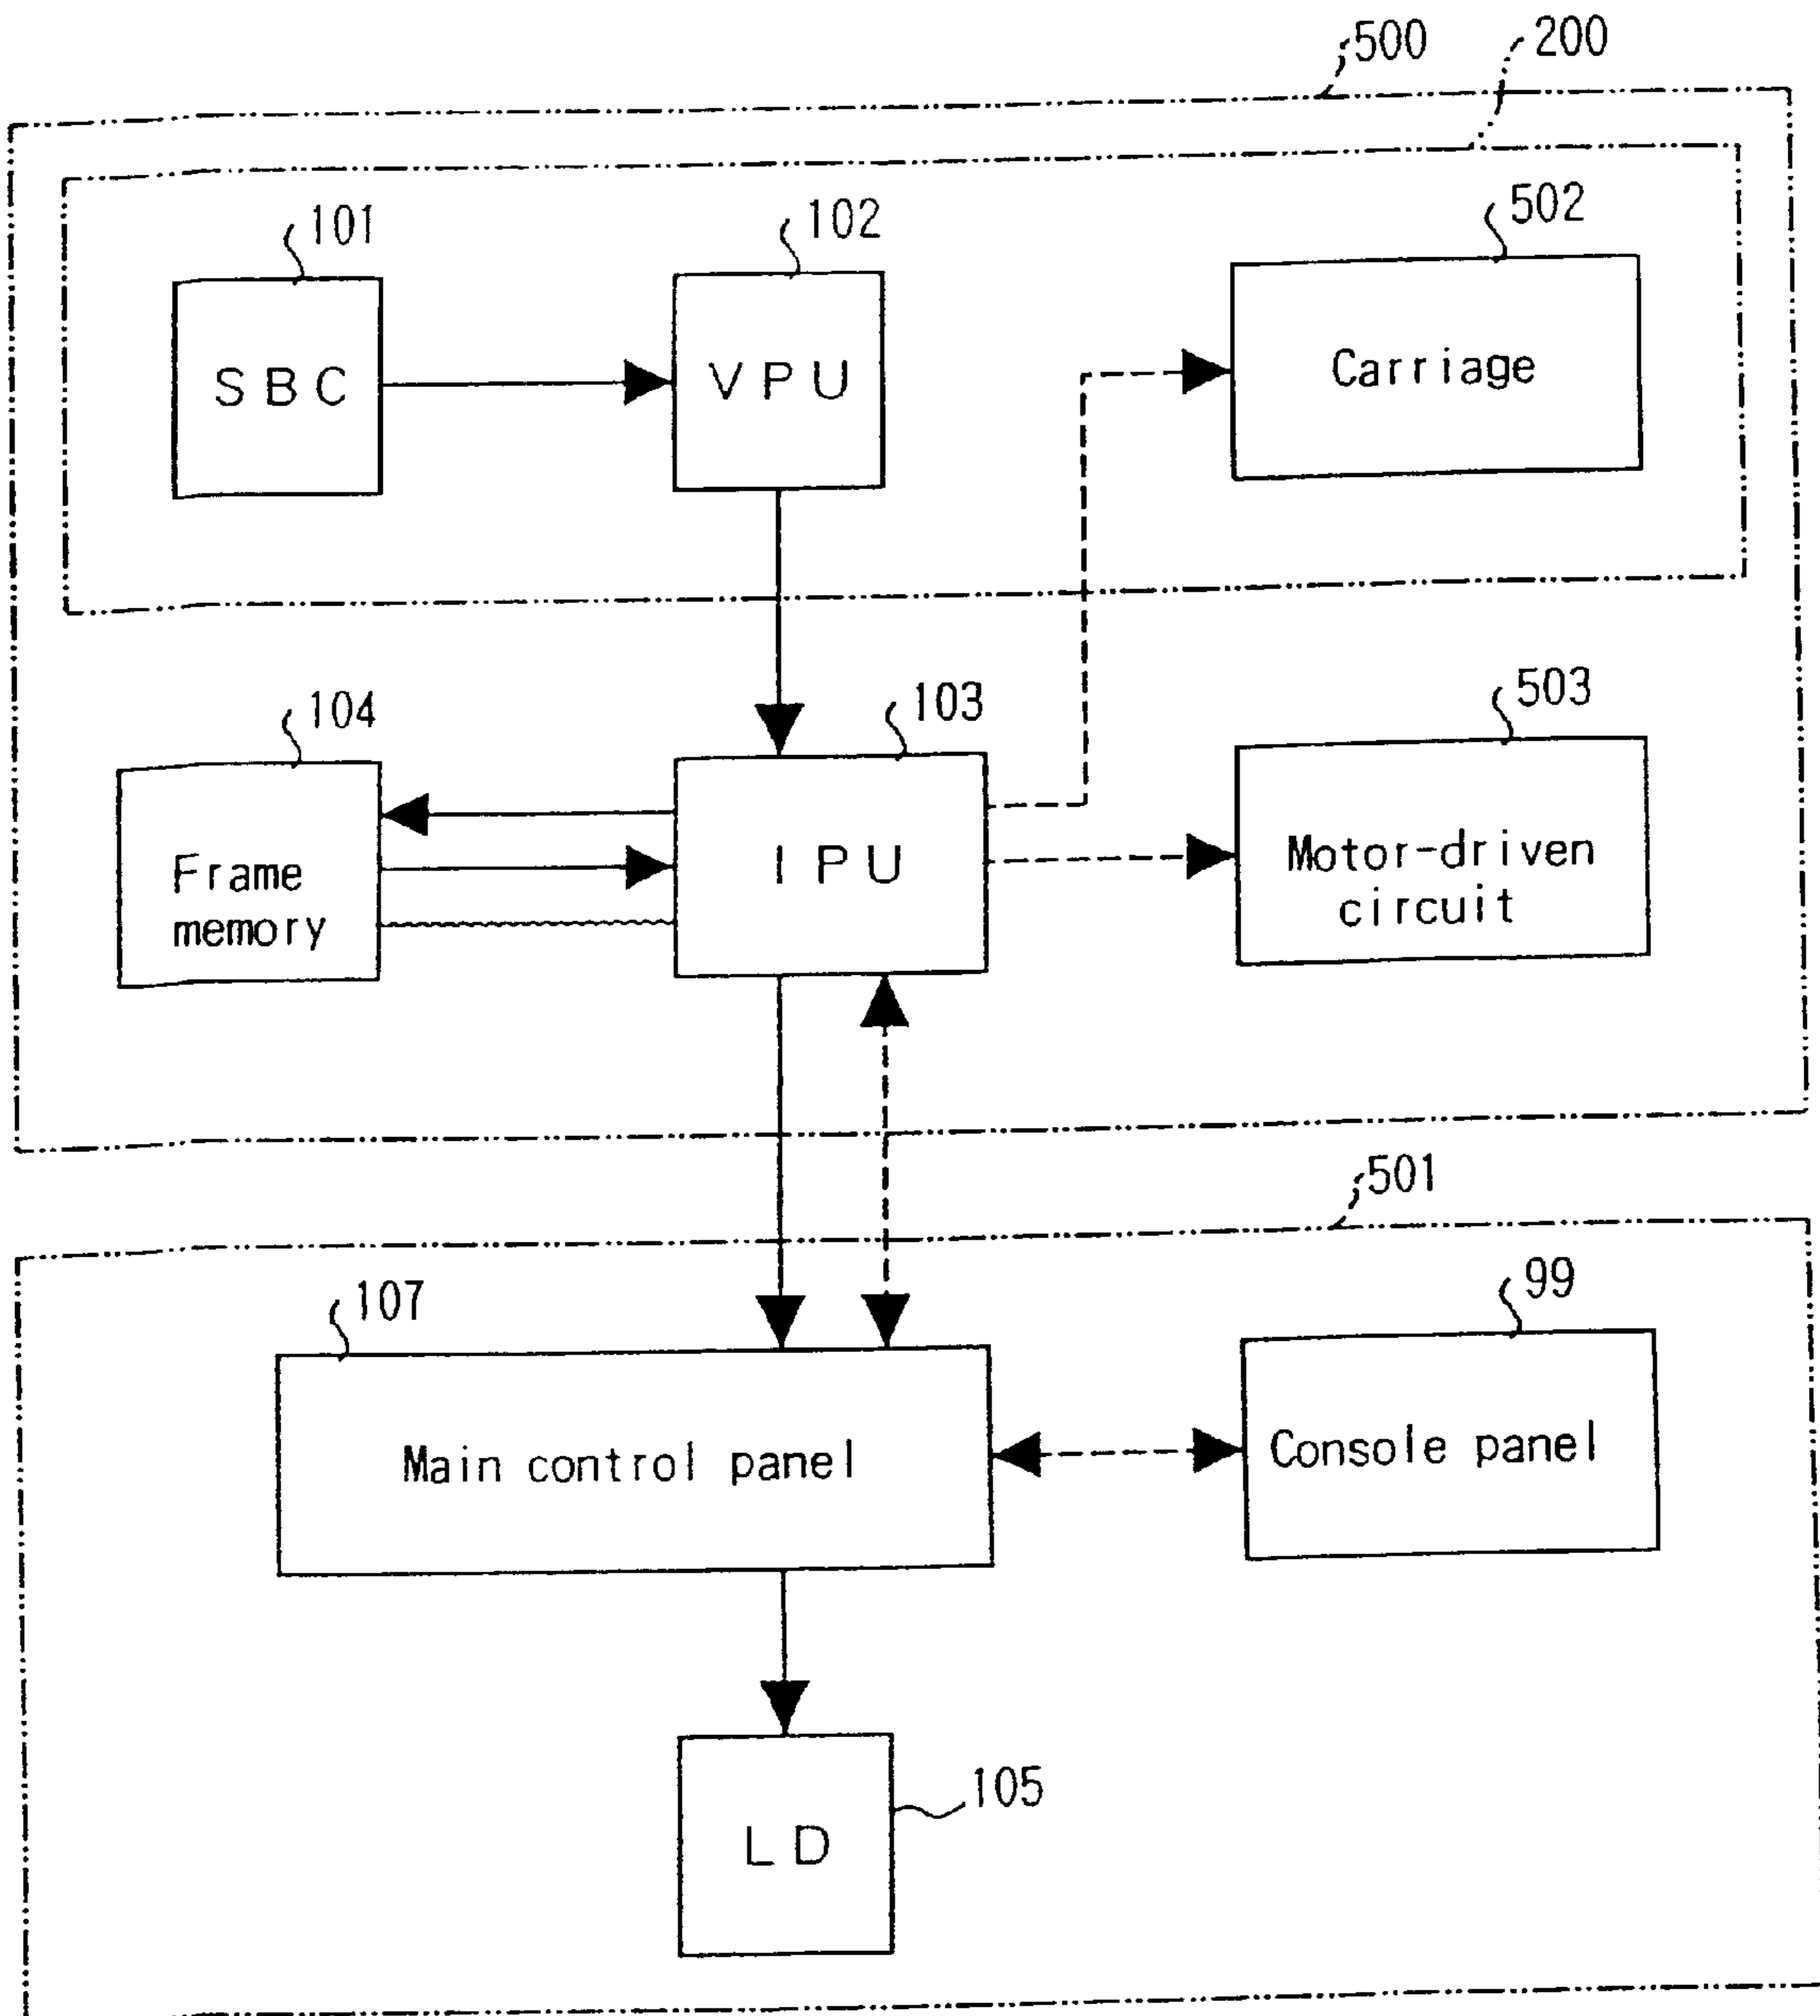 500
200
101
102
502
SBC
VPU
Carriage
104
103
503
Frame
memory
IPU
Motor-driven
circuit
501
107
99
Main control panel
Console panel
105
LD